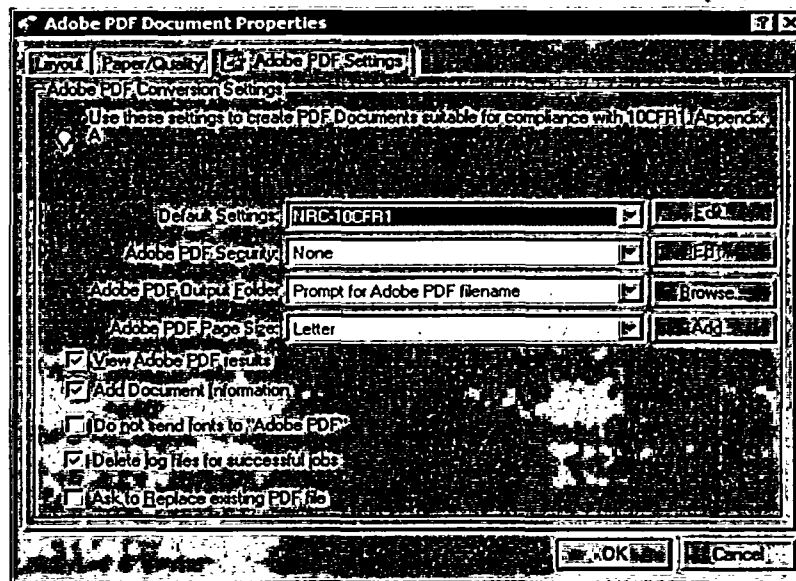 Adobe PDF Document Properties
Layout Paper/Quality Adobe PDF Settings
Adobe PDF Conversion Settings
Use these settings to create PDF Documents suitable for compliance with 10CFR1 Appendix
A
Default Settings: NRC-10CFR1 Edit...
Adobe PDF Security: None Edit...
Adobe PDF Output Folder: Prompt for Adobe PDF filename Browse...
Adobe PDF Page Size: Letter Add...
View Adobe PDF results
Add Document Information
Do not send fonts to "Adobe PDF"
Delete log files for successful jobs
Ask to Replace existing PDF file
OK Cancel